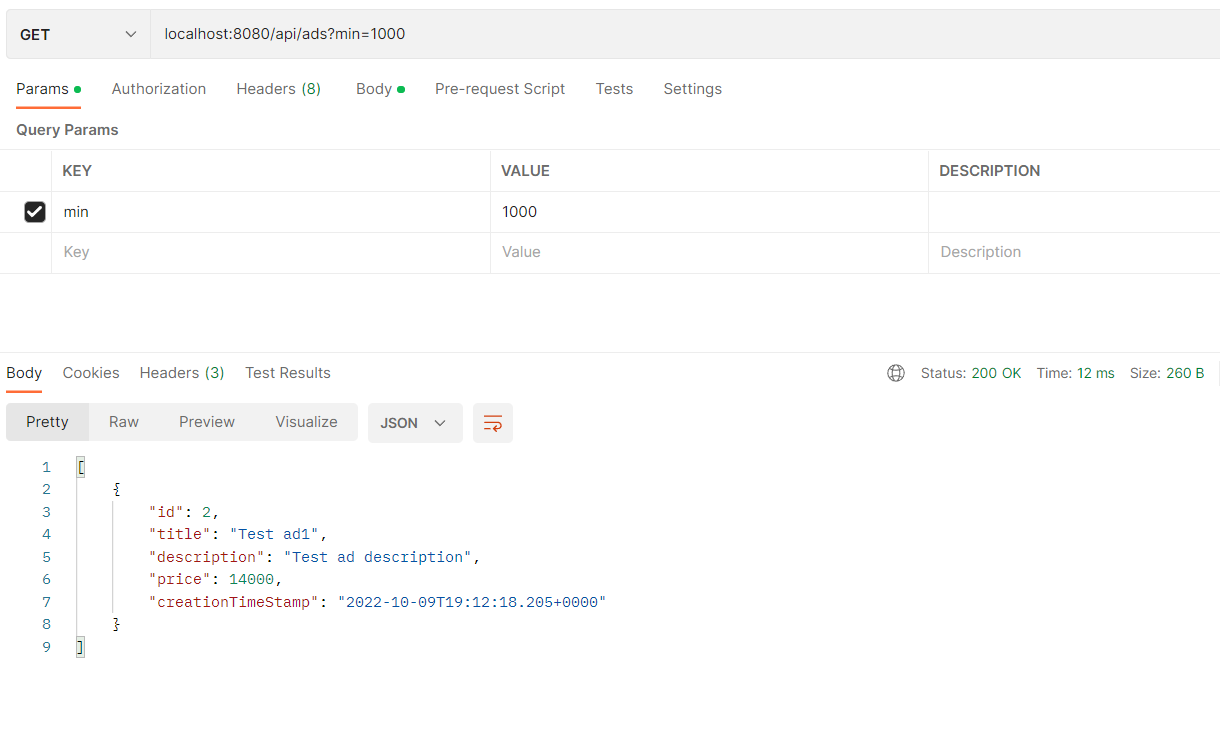 GET localhost:8080/api/ads?min=1000
Params Authorization Headers (8) Body Pre-request Script Tests Settings
Query Params
KEY VALUE DESCRIPTION
min 1000
Key Value Description
Body Cookies Headers (3) Test Results Status: 200 OK Time: 12 ms Size: 260 B
Pretty Raw Preview Visualize JSON
1 [
2 {
3 "id": 2,
4 "title": "Test ad1",
5 "description": "Test ad description",
6 "price": 14000,
7 "creationTimeStamp": "2022-10-09T19:12:18.205+0000"
8 }
9 ]